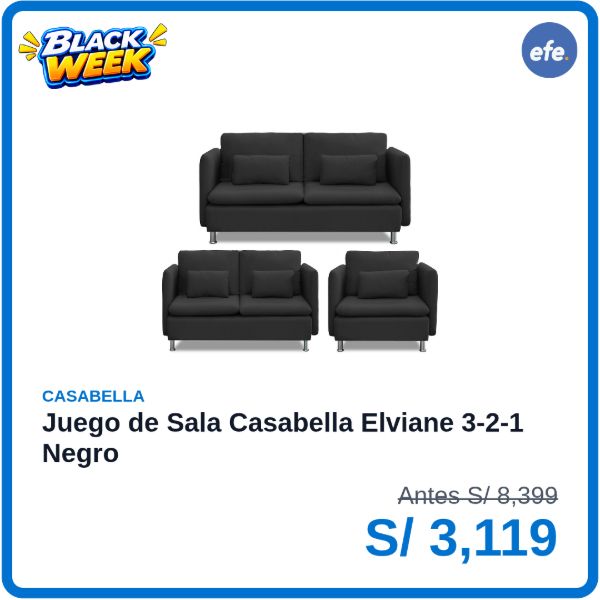 BLACK
WEEK
efe.
CASABELLA
Juego de Sala Casabella Elviane 3-2-1
Negro
Antes S/ 8,399
S/ 3,119